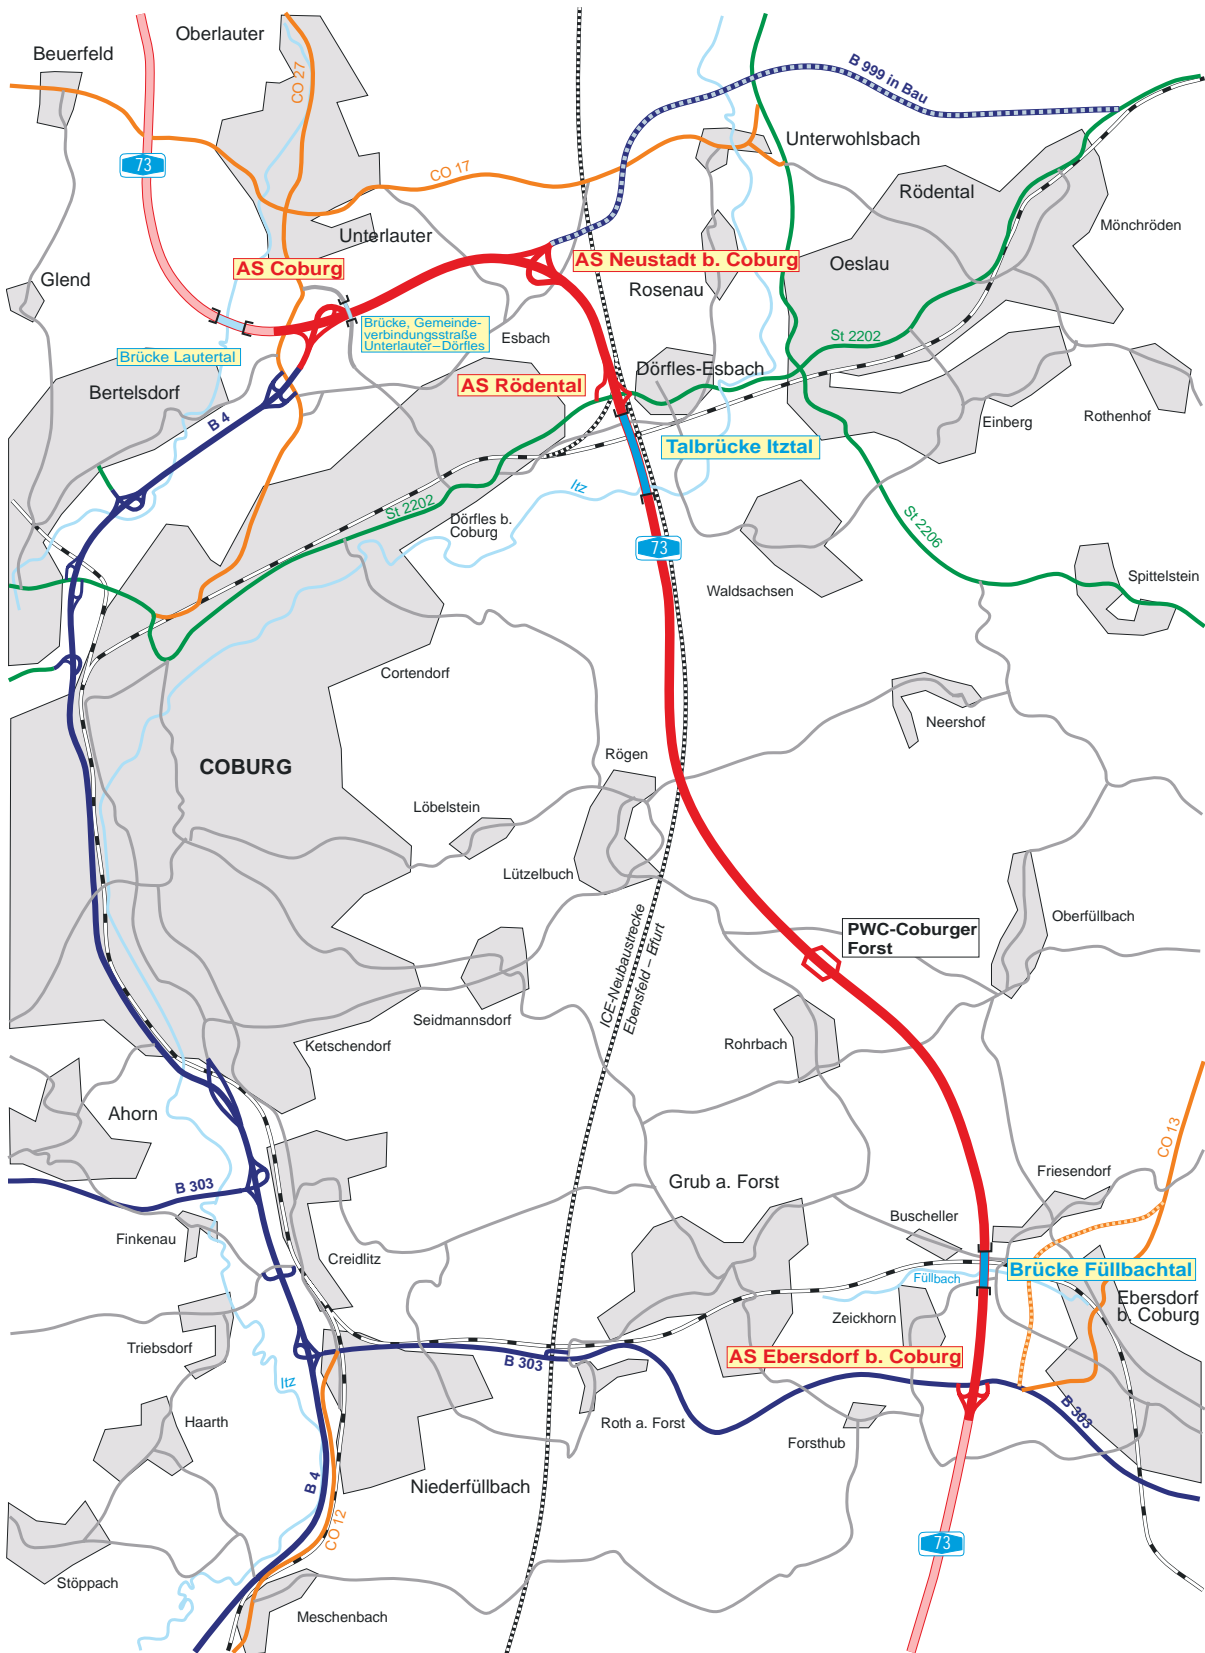 Oberlauter
Beuerfeld
CO 27
B 999 in Bau
73
Unterwohlsbach
CO 17
Rödental
Mönchröden
Unterlauter
AS Coburg
AS Neustadt b. Coburg
Oeslau
Glend
Rosenau
Brücke, Gemeinde-
verbindungsstraße
Unterlauter–Dörfles
Esbach
St 2202
Brücke Lautertal
Dörfles-Esbach
Bertelsdorf
AS Rödental
B 4
Einberg
Rothenhof
Talbrücke Itztal
Itz
St 2202
Dörfles b.
Coburg
St 2206
73
Waldsachsen
Spittelstein
Cortendorf
Neershof
COBURG
Rögen
Löbelstein
Lützelbuch
PWC-Coburger
Forst
Oberfüllbach
ICE-Neubaustrecke
Ebensfeld – Erfurt
Seidmannsdorf
Ketschendorf
Rohrbach
Ahorn
CO 13
Friesendorf
Grub a. Forst
B 303
Buscheller
Finkenau
Creidlitz
Füllbach
Brücke Füllbachtal
Ebersdorf
b. Coburg
Zeickhorn
Triebsdorf
AS Ebersdorf b. Coburg
B 303
Itz
B 303
Haarth
Roth a. Forst
Forsthub
B 4
Niederfüllbach
CO 12
73
Stöppach
Meschenbach